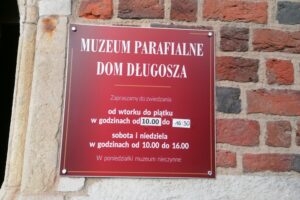 MUZEUM PARAFIALNE
DOM DŁUGOSZA
Zapraszamy do zwiedzania
od wtorku do piątku
w godzinach od 10.00 do
sobota i niedziela
w godzinach od 10.00 do 16.00
W poniedziałki muzeum nieczynne